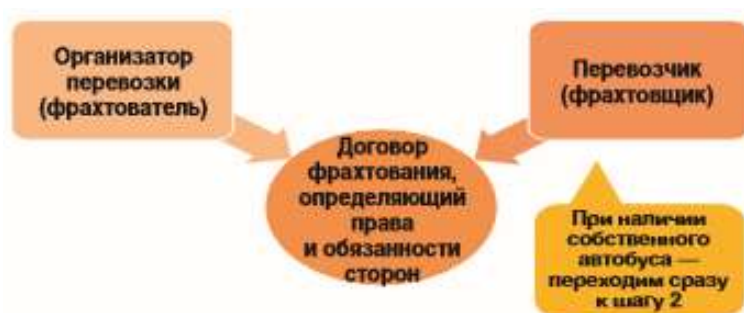 Организатор
перевозки
(фрахтователь)
Перевозчик
(фрахтовщик)
Договор
фрахтования,
определяющий
права
и обязанности
сторон
При наличии
собственного
автобуса —
переходим сразу
к шагу 2